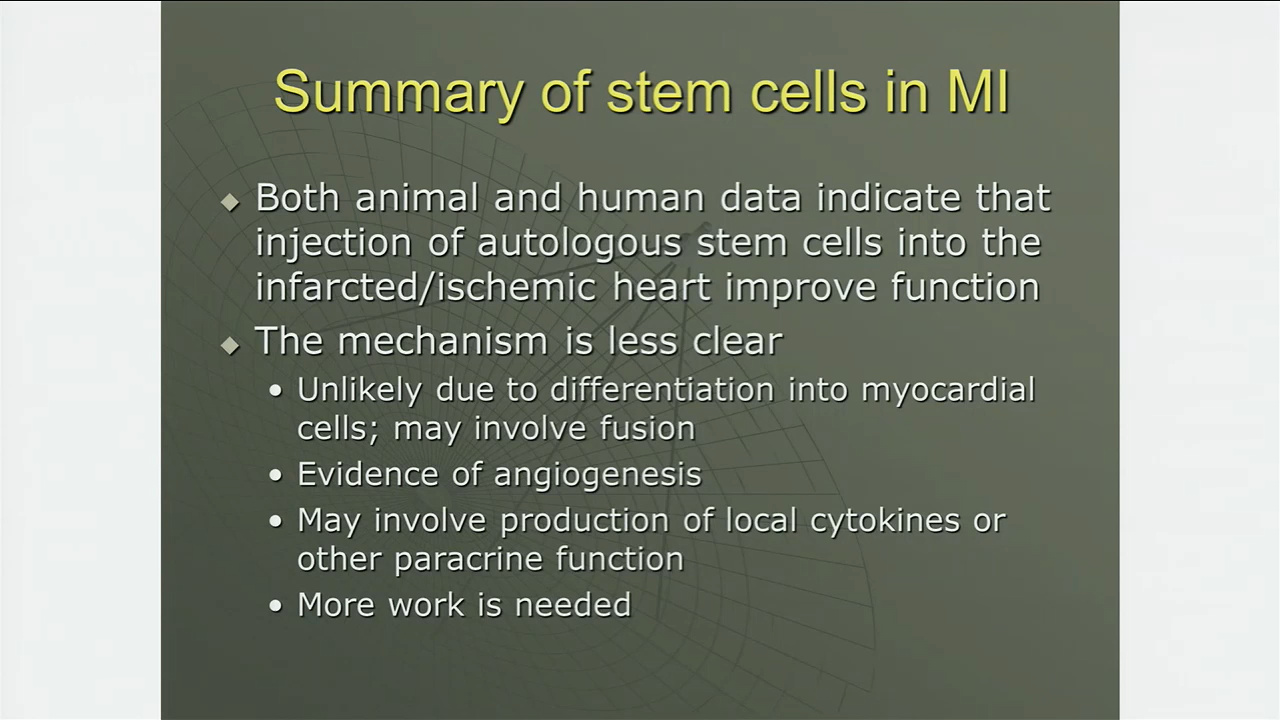 Summary of stem cells in MI
Both animal and human data indicate that
injection of autologous stem cells into the
infarcted/ischemic heart improve function
The mechanism is less clear
Unlikely due to differentiation into myocardial
cells; may involve fusion
Evidence of angiogenesis
May involve production of local cytokines or
other paracrine function
More work is needed